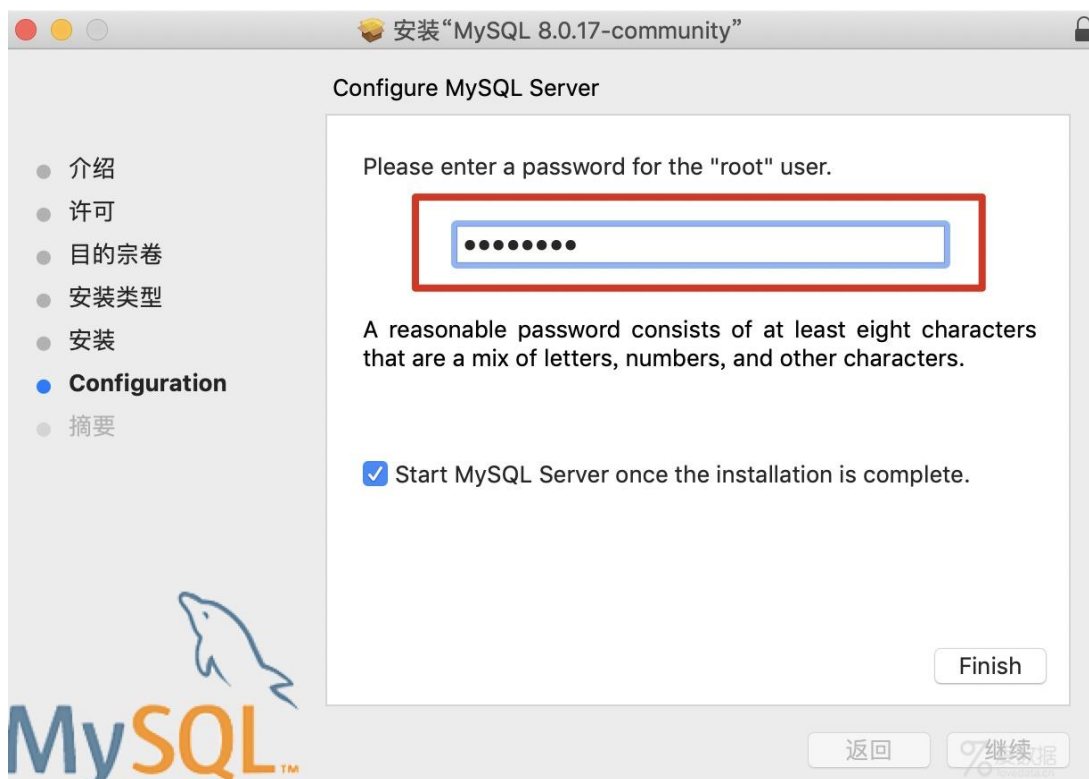 安装“MySQL 8.0.17-community”
Configure MySQL Server
介绍
许可
目的宗卷
安装类型
安装
Configuration
摘要
Please enter a password for the "root" user.
••••••••
A reasonable password consists of at least eight characters
that are a mix of letters, numbers, and other characters.
Start MySQL Server once the installation is complete.
Finish
MySQL™
返回
继续